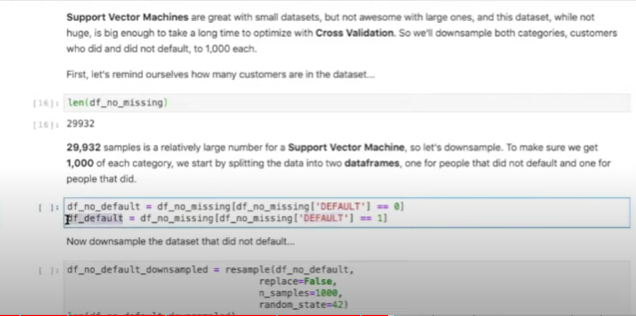 Support Vector Machines are great with small datasets, but not awesome with large ones, and this dataset, while not
huge, is big enough to take a long time to optimize with Cross Validation. So we'll downsample both categories, customers
who did and did not default, to 1,000 each.
First, let's remind ourselves how many customers are in the dataset...
[16]: len(df_no_missing)
[16]: 29932
29,932 samples is a relatively large number for a Support Vector Machine, so let's downsample. To make sure we get
1,000 of each category, we start by splitting the data into two dataframes, one for people that did not default and one for
people that did.
[ ]: df_no_default = df_no_missing[df_no_missing['DEFAULT'] == 0]
df_default = df_no_missing[df_no_missing['DEFAULT'] == 1]
Now downsample the dataset that did not default...
[ ]: df_no_default_downsampled = resample(df_no_default,
replace=False,
n_samples=1000,
random_state=42)